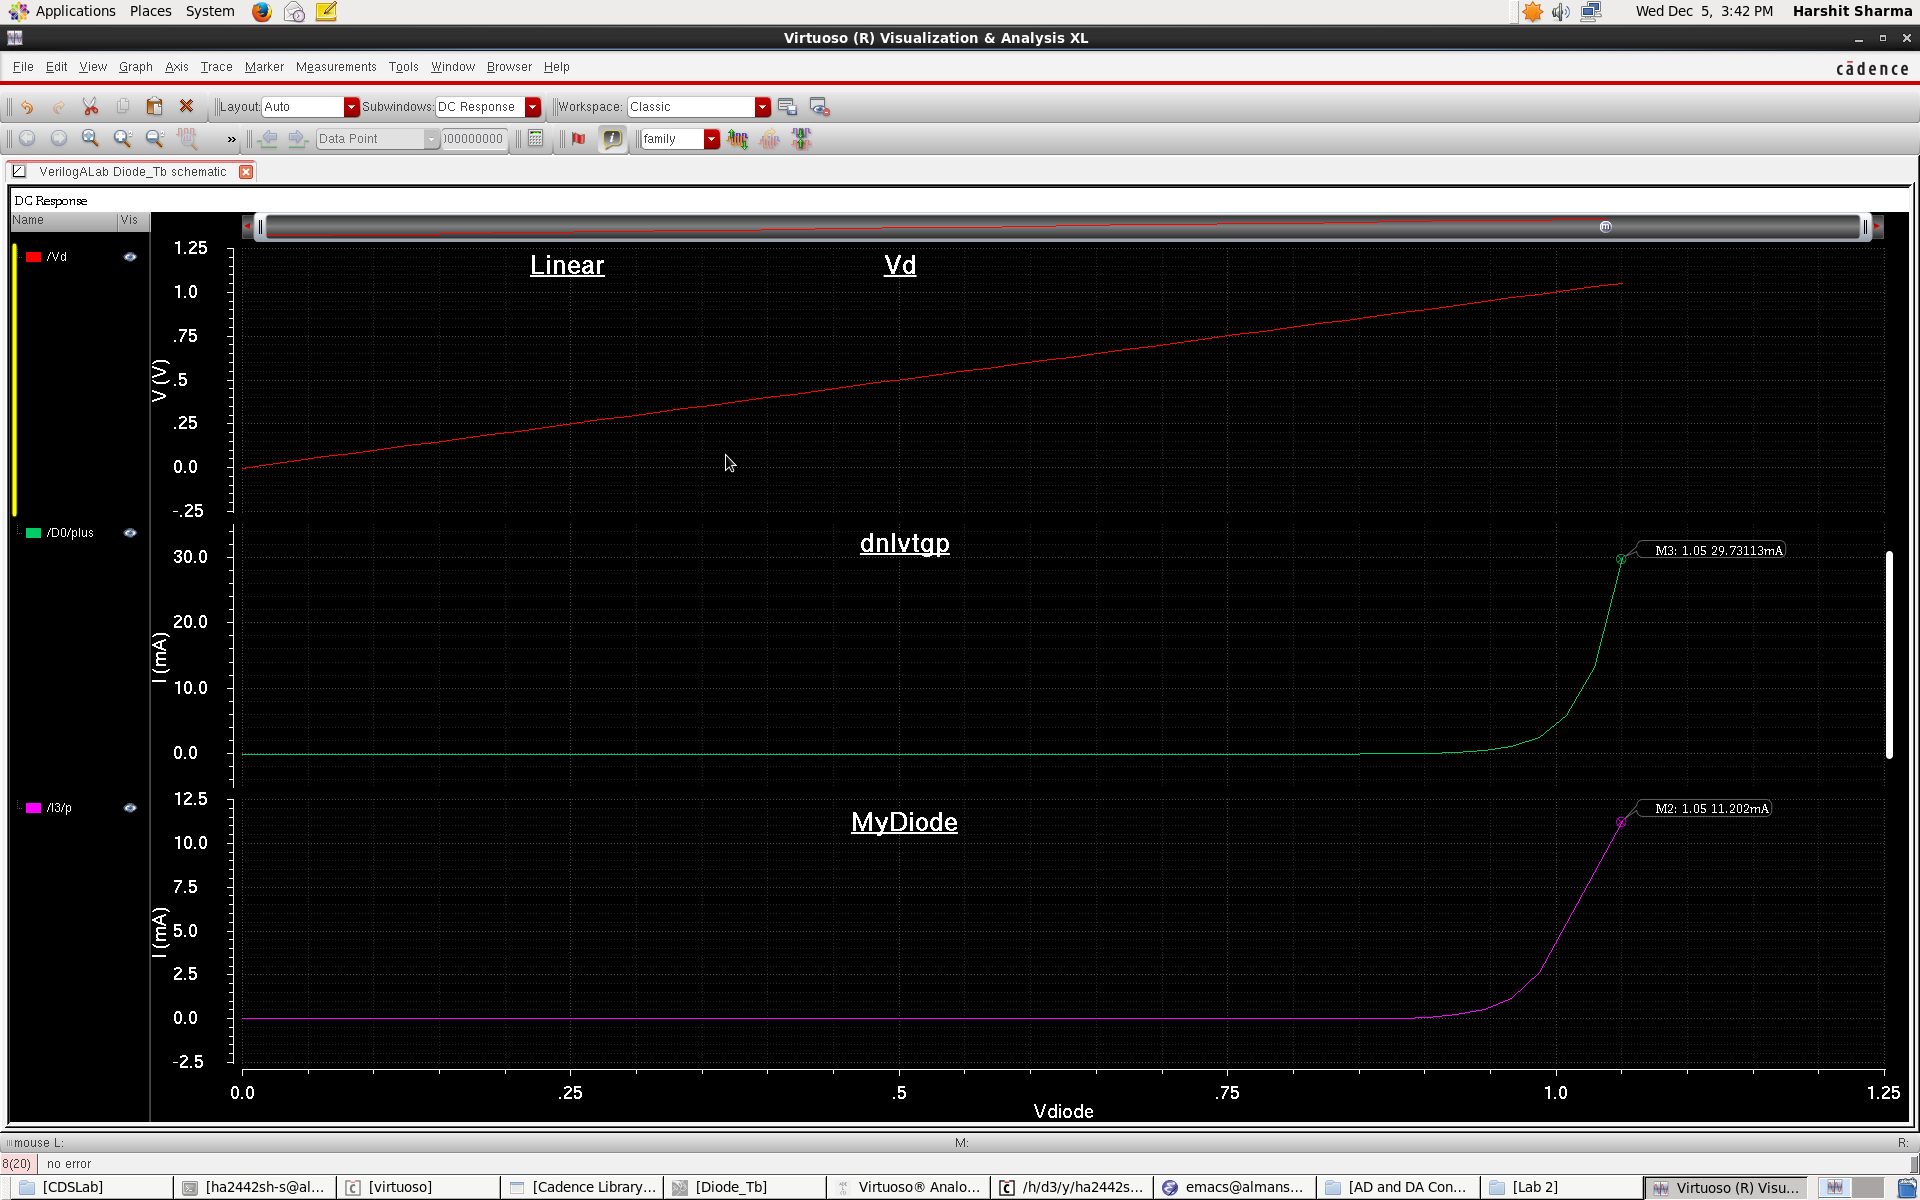 Applications Places System Wed Dec 5, 3:42 PM Harshit Sharma
Virtuoso (R) Visualization & Analysis XL
File Edit View Graph Axis Trace Marker Measurements Tools Window Browser Help cādence
Layout: Auto Subwindows: DC Response Workspace: Classic
» Data Point )00000000 family
VerilogALab Diode_Tb schematic
DC Response
Name Vis
/Vd
Linear Vd
1.25
1.0
.75
.5
.25
0.0
-.25
V (V)
/D0/plus
dnlvtgp
M3: 1.05 29.73113mA
30.0
20.0
10.0
0.0
I (mA)
/I3/p
MyDiode
M2: 1.05 11.202mA
12.5
10.0
7.5
5.0
2.5
0.0
-2.5
I (mA)
0.0 .25 .5 .75 1.0 1.25
Vdiode
mouse L: M: R:
8(20) no error
[CDSLab] [ha2442sh-s@al... [virtuoso] [Cadence Library... [Diode_Tb] Virtuoso® Analo... /h/d3/y/ha2442s... emacs@almans... [AD and DA Con... [Lab 2] Virtuoso (R) Visu...